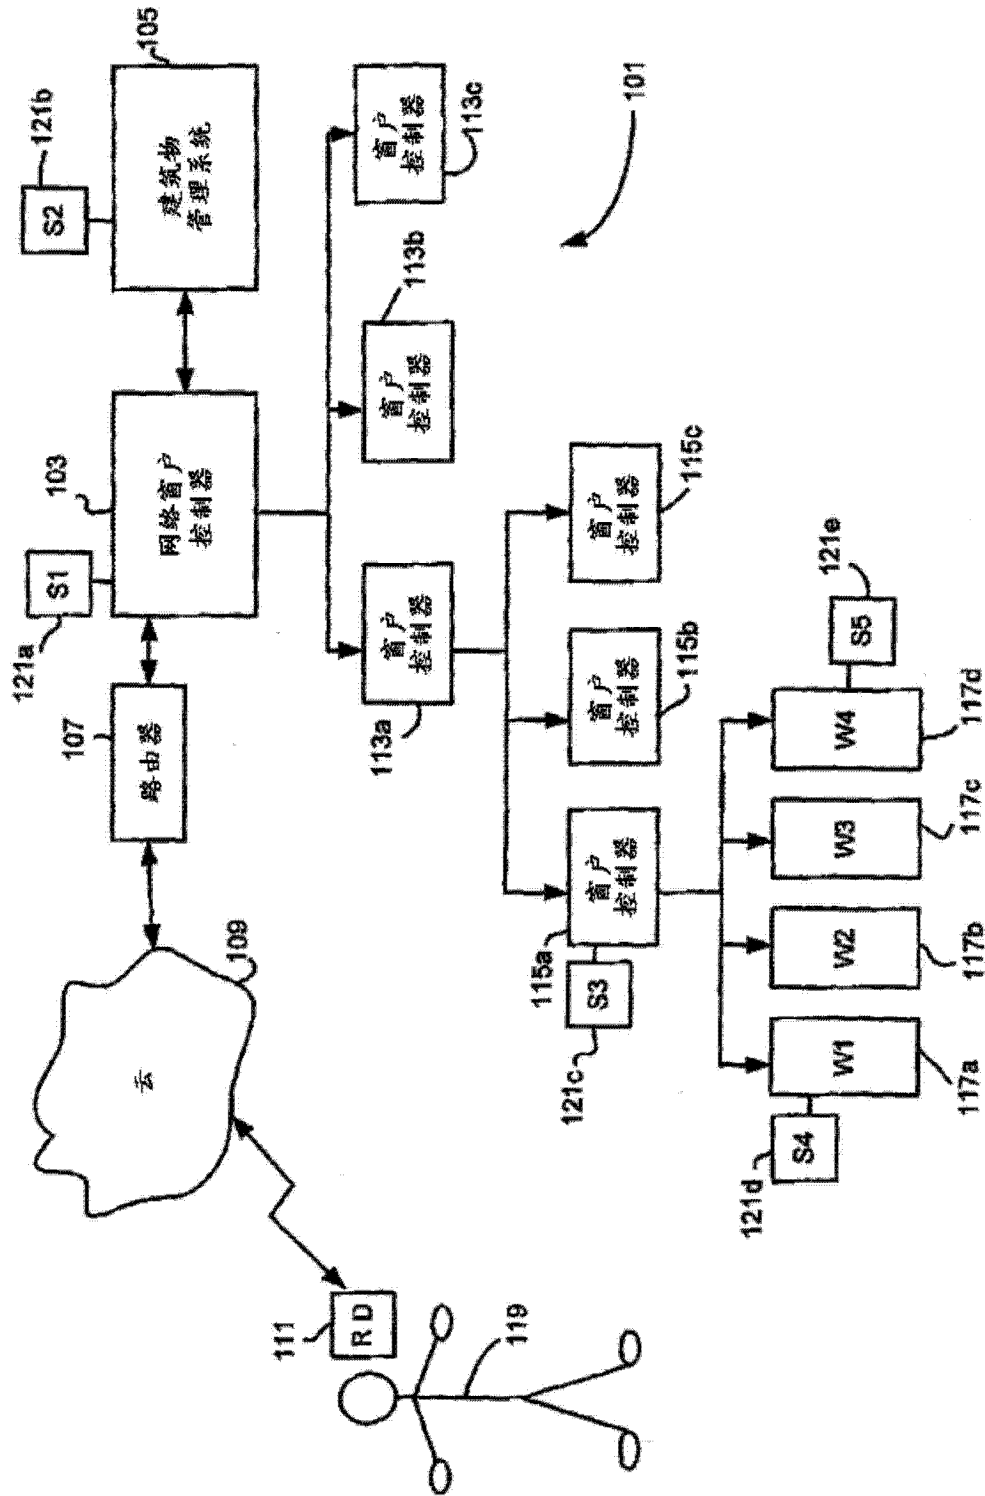 121b
105
S2
建筑物
管理系统
103
121a
S1
网络窗户
控制器
107
路由器
109
云
111
R D
119
113a
窗户
控制器
113b
窗户
控制器
113c
窗户
控制器
101
115a
窗户
控制器
115b
窗户
控制器
115c
窗户
控制器
121c
S3
121d
S4
W1
117a
W2
117b
W3
117c
W4
117d
121e
S5